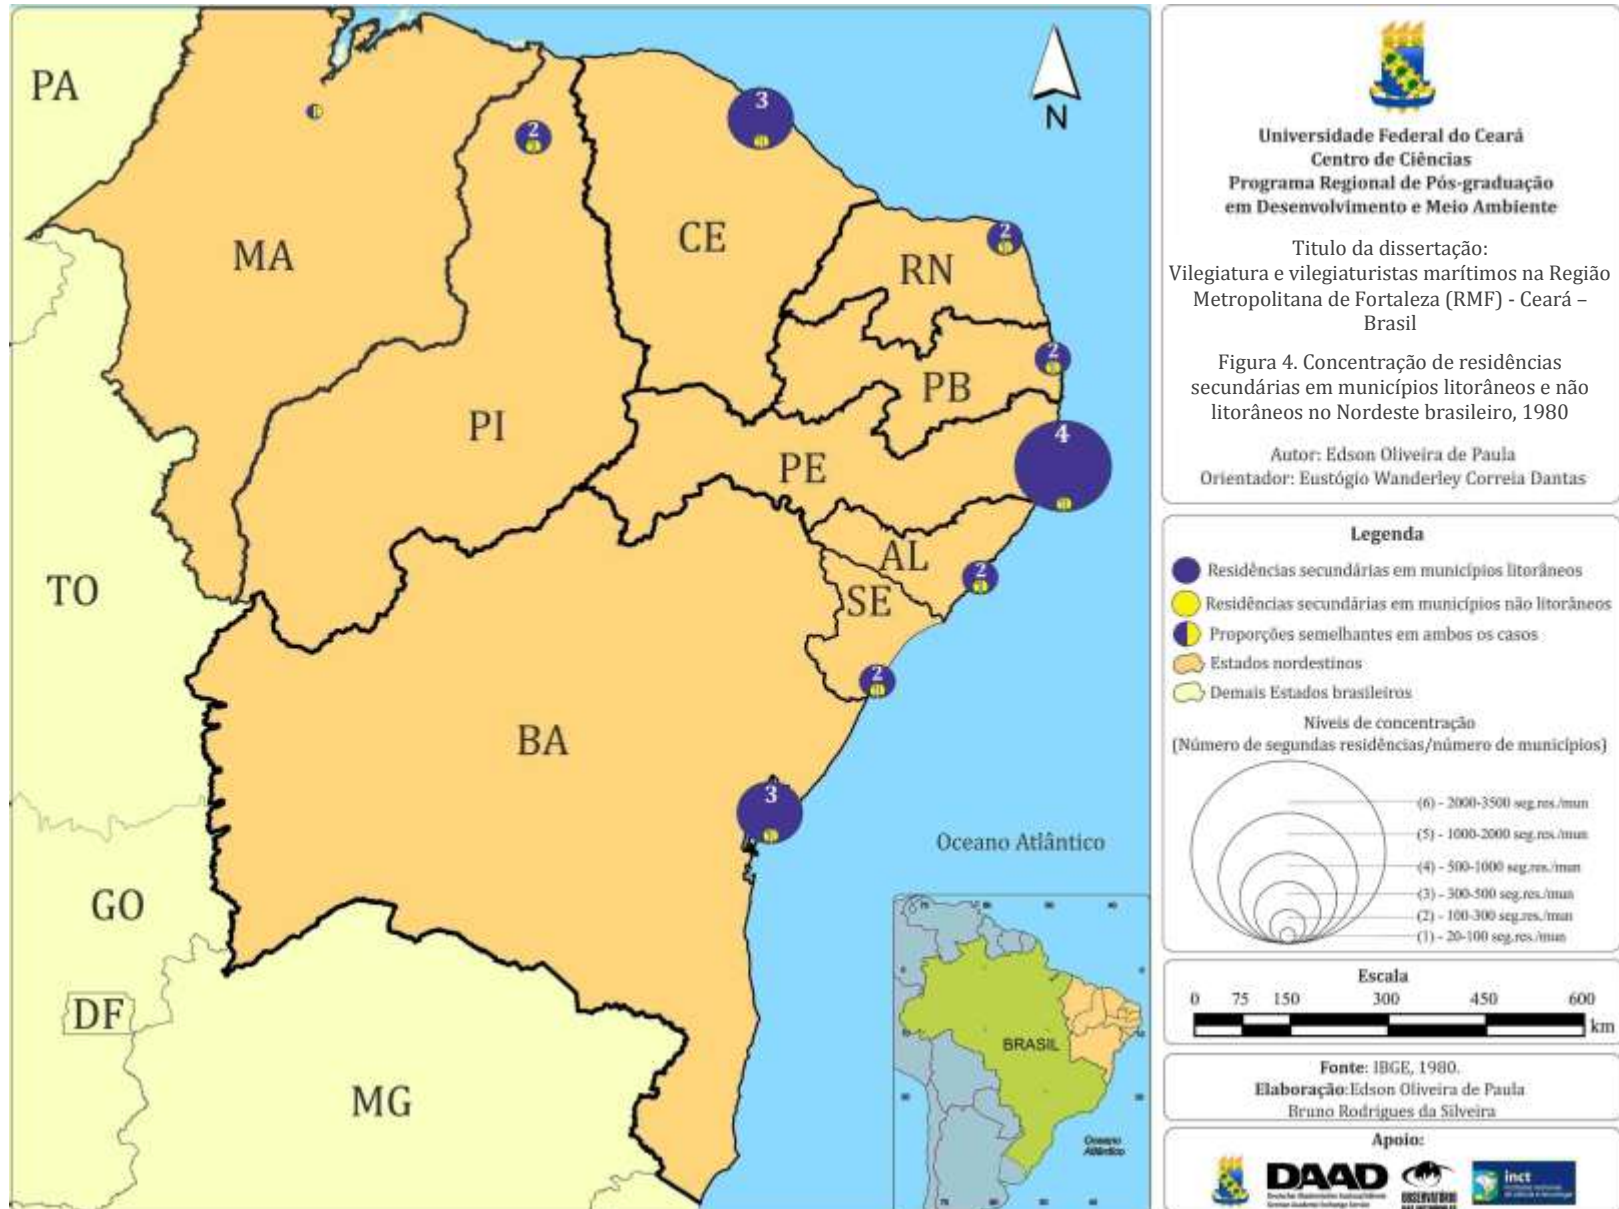 PA
MA
PI
CE
RN
PB
PE
AL
SE
BA
TO
GO
DF
MG
3
2
2
2
4
2
2
3
N
Oceano Atlântico
BRASIL
Oceano
Atlântico
Universidade Federal do Ceará
Centro de Ciências
Programa Regional de Pós-graduação
em Desenvolvimento e Meio Ambiente
Titulo da dissertação:
Vilegiatura e vilegiaturistas marítimos na Região
Metropolitana de Fortaleza (RMF) - Ceará –
Brasil
Figura 4. Concentração de residências
secundárias em municípios litorâneos e não
litorâneos no Nordeste brasileiro, 1980
Autor: Edson Oliveira de Paula
Orientador: Eustógio Wanderley Correia Dantas
Legenda
Residências secundárias em municípios litorâneos
Residências secundárias em municípios não litorâneos
Proporções semelhantes em ambos os casos
Estados nordestinos
Demais Estados brasileiros
Níveis de concentração
(Número de segundas residências/número de municípios)
(6) - 2000-3500 seg.res./mun
(5) - 1000-2000 seg.res./mun
(4) - 500-1000 seg.res./mun
(3) - 300-500 seg.res./mun
(2) - 100-300 seg.res./mun
(1) - 20-100 seg.res./mun
Escala
0 75 150 300 450 600
km
Fonte: IBGE, 1980.
Elaboração:Edson Oliveira de Paula
Bruno Rodrigues da Silveira
Apoio:
DAAD
inct